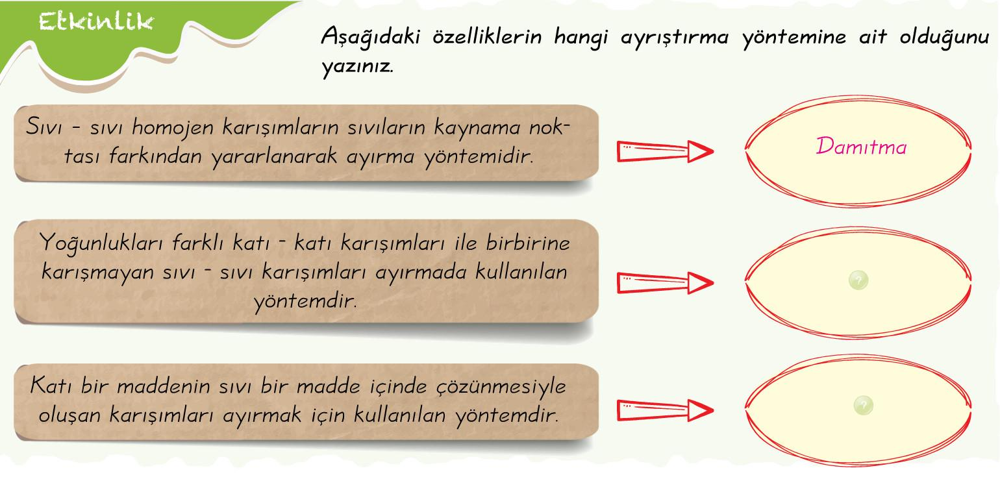 Etkinlik
Aşağıdaki özelliklerin hangi ayrıştırma yöntemine ait olduğunu
yazınız.
Sıvı - sıvı homojen karışımların sıvıların kaynama nok-
tası farkından yararlanarak ayırma yöntemidir.
Damıtma
Yoğunlukları farklı katı - katı karışımları ile birbirine
karışmayan sıvı - sıvı karışımları ayırmada kullanılan
yöntemdir.
?
Katı bir maddenin sıvı bir madde içinde çözünmesiyle
oluşan karışımları ayırmak için kullanılan yöntemdir.
?